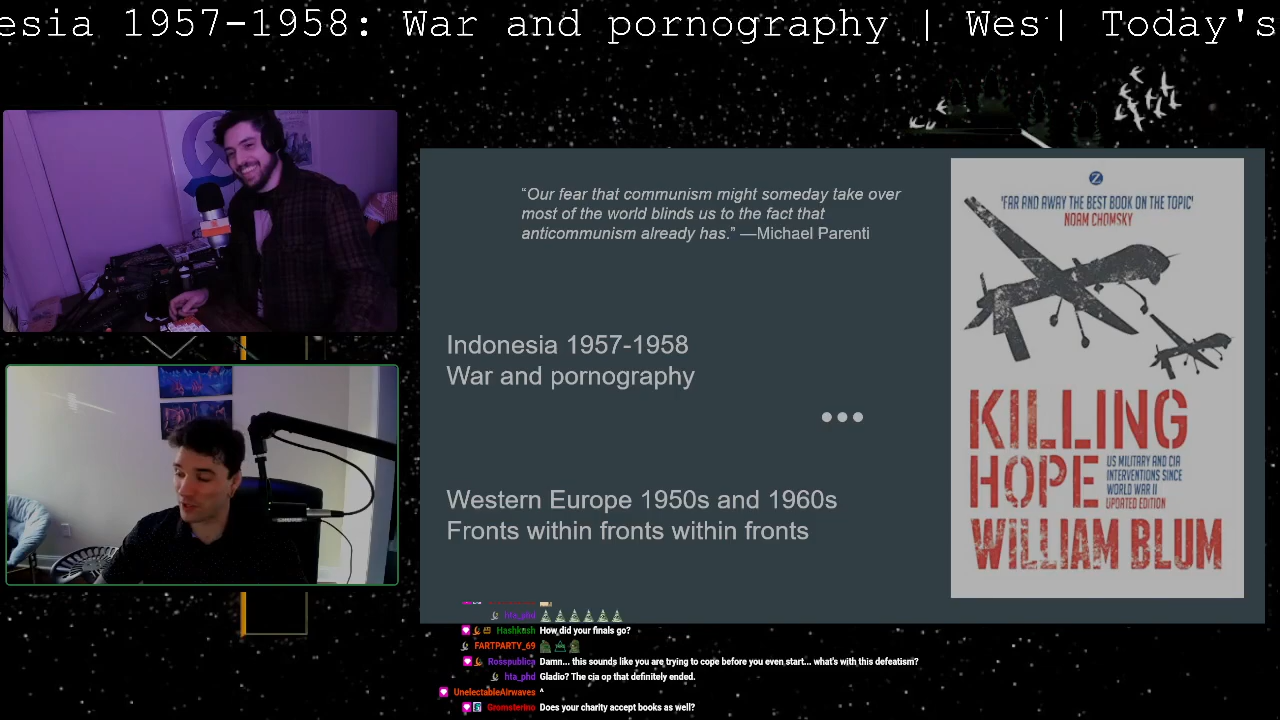 esia 1957-1958: War and pornography | Wes | Today's
"Our fear that communism might someday take over
most of the world blinds us to the fact that
anticommunism already has." —Michael Parenti
Indonesia 1957-1958
War and pornography
Western Europe 1950s and 1960s
Fronts within fronts within fronts
Z
'FAR AND AWAY THE BEST BOOK ON THE TOPIC'
NOAM CHOMSKY
KILLING
HOPE
US MILITARY AND CIA
INTERVENTIONS SINCE
WORLD WAR II
UPDATED EDITION
WILLIAM BLUM
hta_phd
Hashkush How did your finals go?
FARTPARTY_69
Rosspublica Damn... this sounds like you are trying to cope before you even start... what's with this defeatism?
hta_phd Gladio? The cia op that definitely ended.
UnelectableAirwaves ^
Gromsterino Does your charity accept books as well?